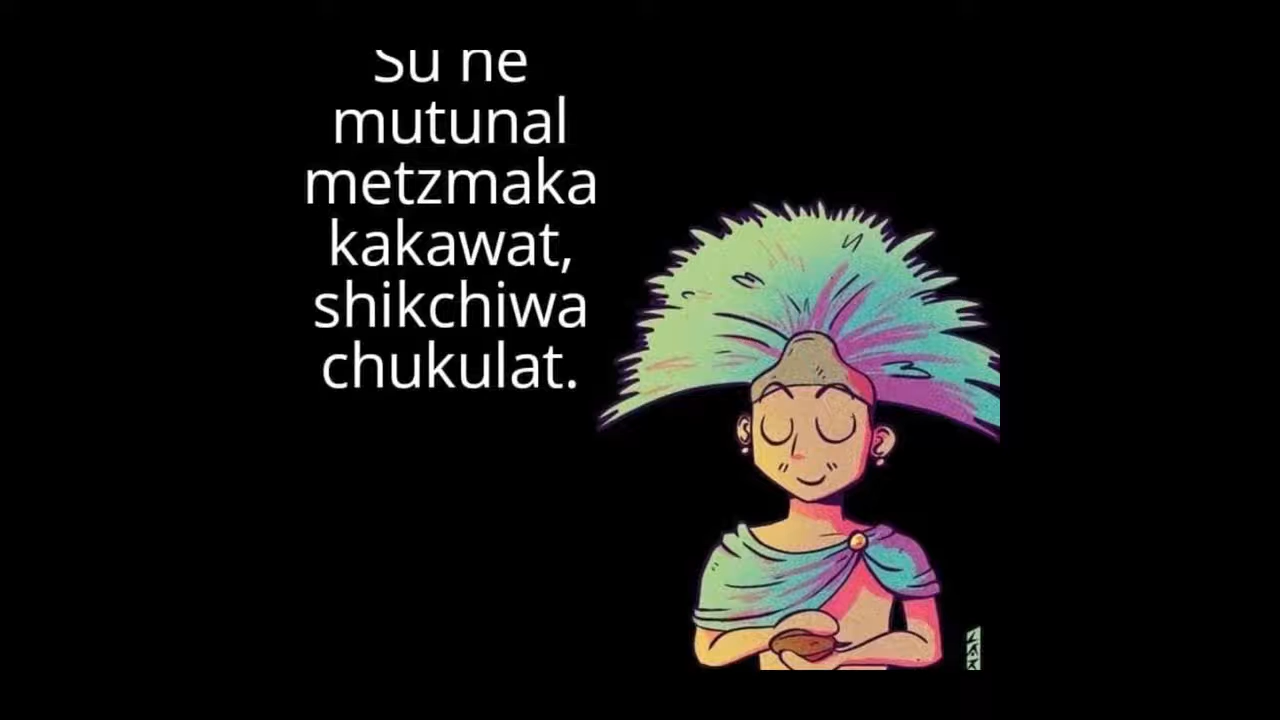 Su ne
mutunal
metzmaka
kakawat,
shikchiwa
chukulat.